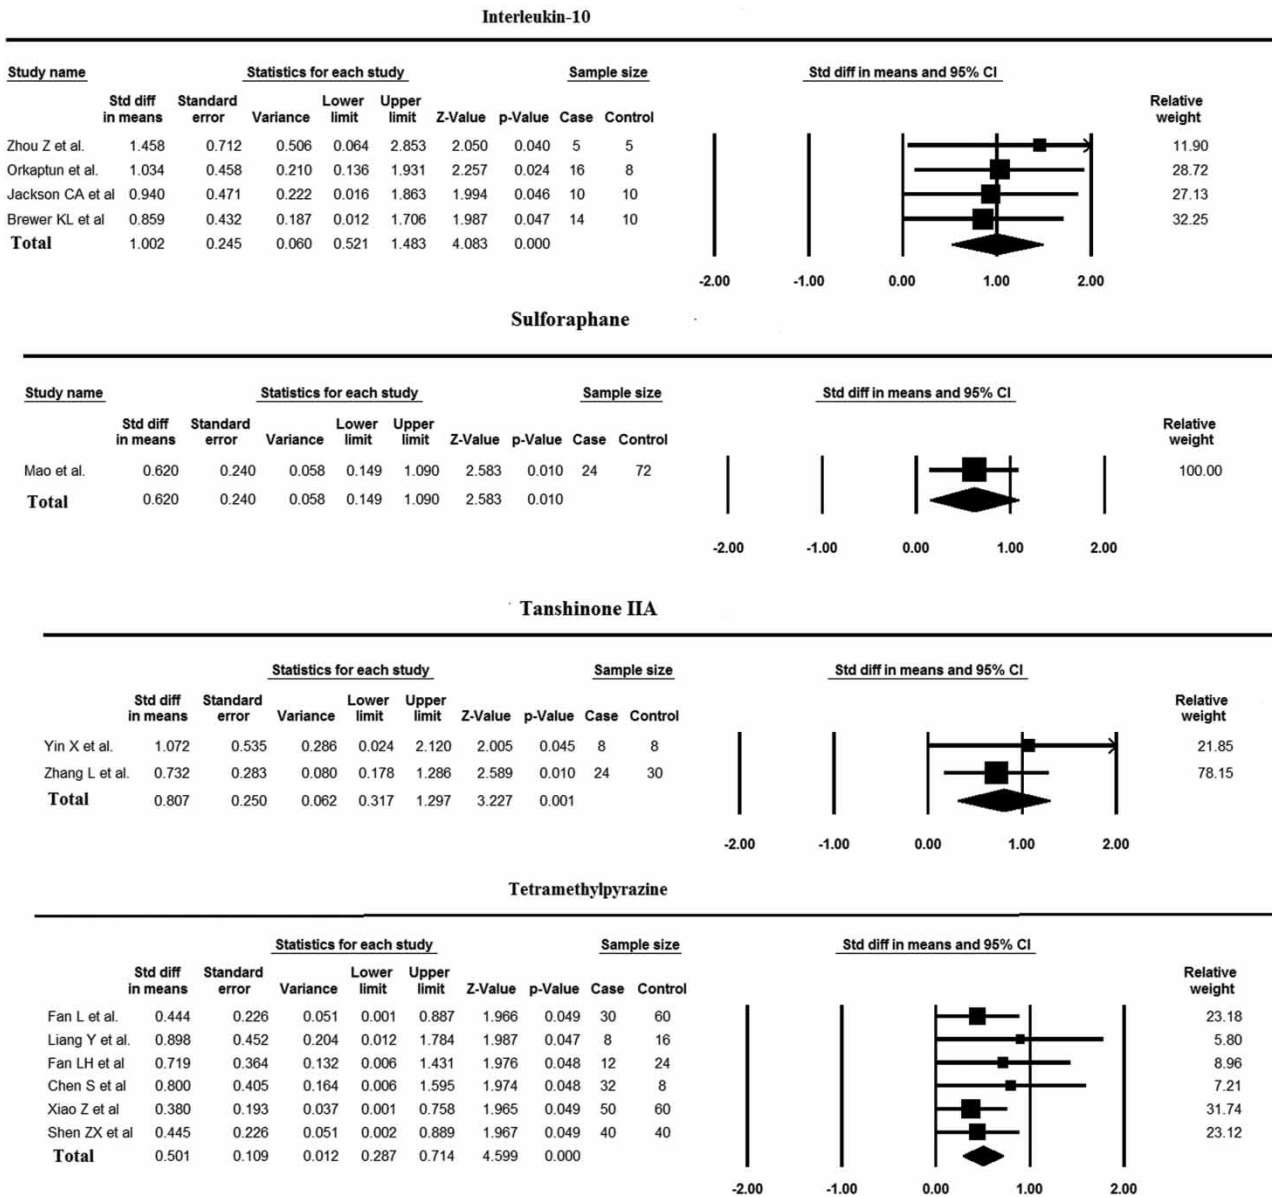 Interleukin-10
Study name Statistics for each study Sample size Std diff in means and 95% CI
Std diff Standard Lower Upper Relative
in means error Variance limit limit Z-Value p-Value Case Control weight
Zhou Z et al. 1.458 0.712 0.506 0.064 2.853 2.050 0.040 5 5 11.90
Orkaptun et al. 1.034 0.458 0.210 0.136 1.931 2.257 0.024 16 8 28.72
Jackson CA et al 0.940 0.471 0.222 0.016 1.863 1.994 0.046 10 10 27.13
Brewer KL et al 0.859 0.432 0.187 0.012 1.706 1.987 0.047 14 10 32.25
Total 1.002 0.245 0.060 0.521 1.483 4.083 0.000
-2.00 -1.00 0.00 1.00 2.00
Sulforaphane
Study name Statistics for each study Sample size Std diff in means and 95% CI
Std diff Standard Lower Upper Relative
in means error Variance limit limit Z-Value p-Value Case Control weight
Mao et al. 0.620 0.240 0.058 0.149 1.090 2.583 0.010 24 72 100.00
Total 0.620 0.240 0.058 0.149 1.090 2.583 0.010
-2.00 -1.00 0.00 1.00 2.00
Tanshinone IIA
Statistics for each study Sample size Std diff in means and 95% CI
Std diff Standard Lower Upper Relative
in means error Variance limit limit Z-Value p-Value Case Control weight
Yin X et al. 1.072 0.535 0.286 0.024 2.120 2.005 0.045 8 8 21.85
Zhang L et al. 0.732 0.283 0.080 0.178 1.286 2.589 0.010 24 30 78.15
Total 0.807 0.250 0.062 0.317 1.297 3.227 0.001
-2.00 -1.00 0.00 1.00 2.00
Tetramethylpyrazine
Statistics for each study Sample size Std diff in means and 95% CI
Std diff Standard Lower Upper Relative
in means error Variance limit limit Z-Value p-Value Case Control weight
Fan L et al. 0.444 0.226 0.051 0.001 0.887 1.966 0.049 30 60 23.18
Liang Y et al. 0.898 0.452 0.204 0.012 1.784 1.987 0.047 8 16 5.80
Fan LH et al 0.719 0.364 0.132 0.006 1.431 1.976 0.048 12 24 8.96
Chen S et al 0.800 0.405 0.164 0.006 1.595 1.974 0.048 32 8 7.21
Xiao Z et al 0.380 0.193 0.037 0.001 0.758 1.965 0.049 50 60 31.74
Shen ZX et al 0.445 0.226 0.051 0.002 0.889 1.967 0.049 40 40 23.12
Total 0.501 0.109 0.012 0.287 0.714 4.599 0.000
-2.00 -1.00 0.00 1.00 2.00